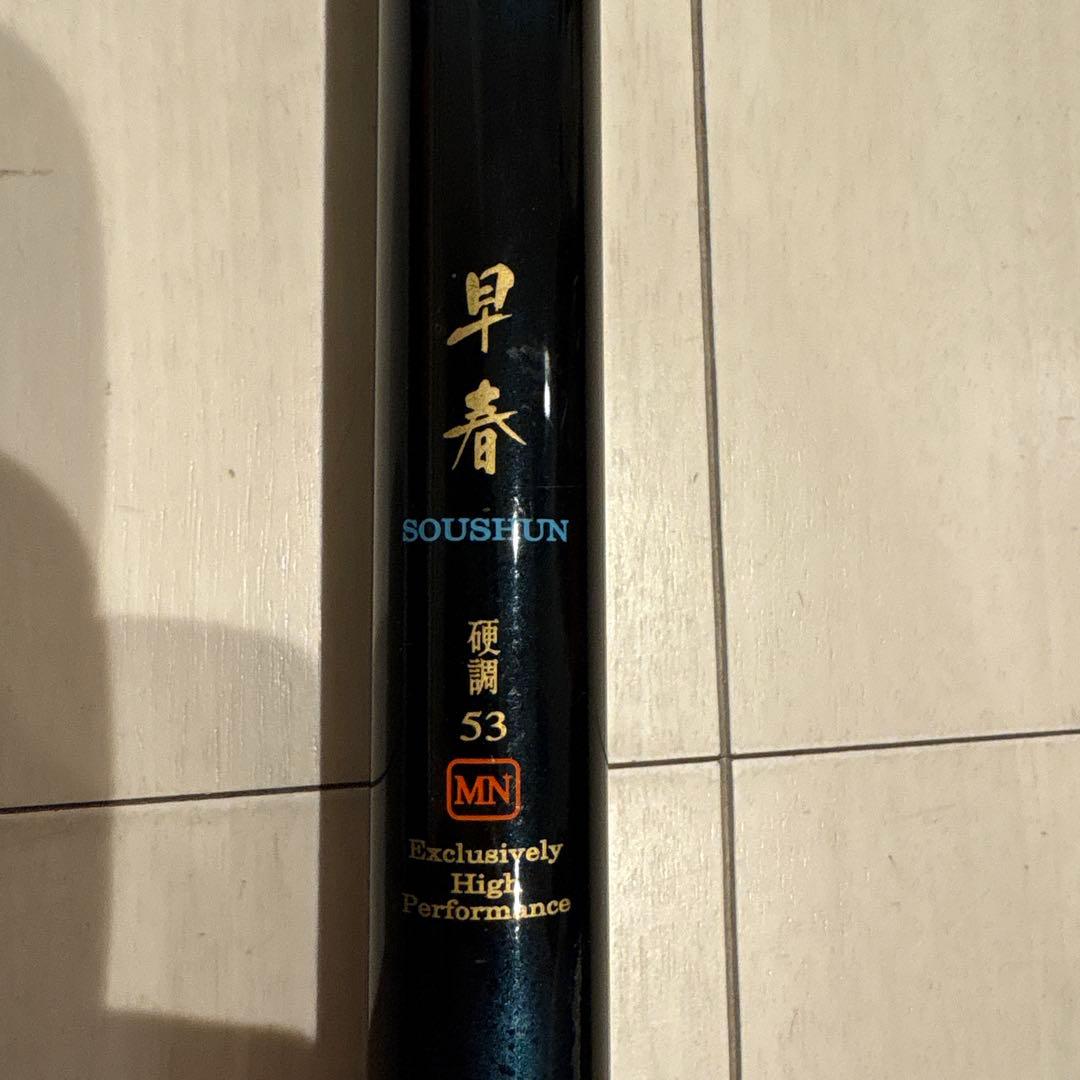 早春
SOUSHUN
硬調
53
MN
Exclusively
High
Performance